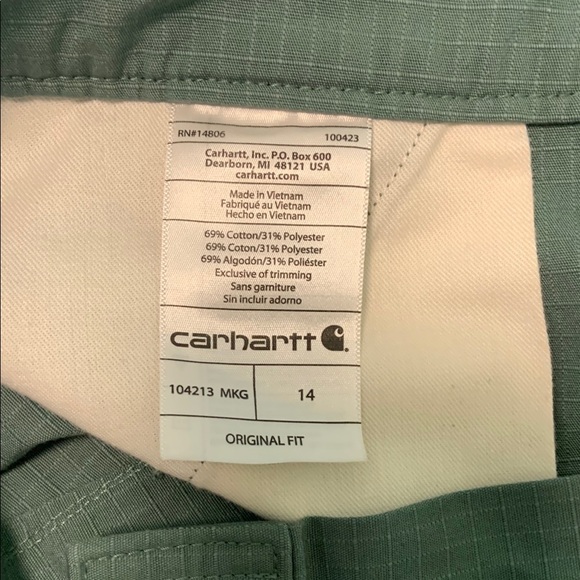 RN#14806 100423
Carhartt, Inc. P.O. Box 600
Dearborn, MI 48121 USA
carhartt.com
Made in Vietnam
Fabriqué au Vietnam
Hecho en Vietnam
69% Cotton/31% Polyester
69% Coton/31% Polyester
69% Algodón/31% Poliéster
Exclusive of trimming
Sans garniture
Sin incluir adorno
carhartt
104213 MKG 14
ORIGINAL FIT